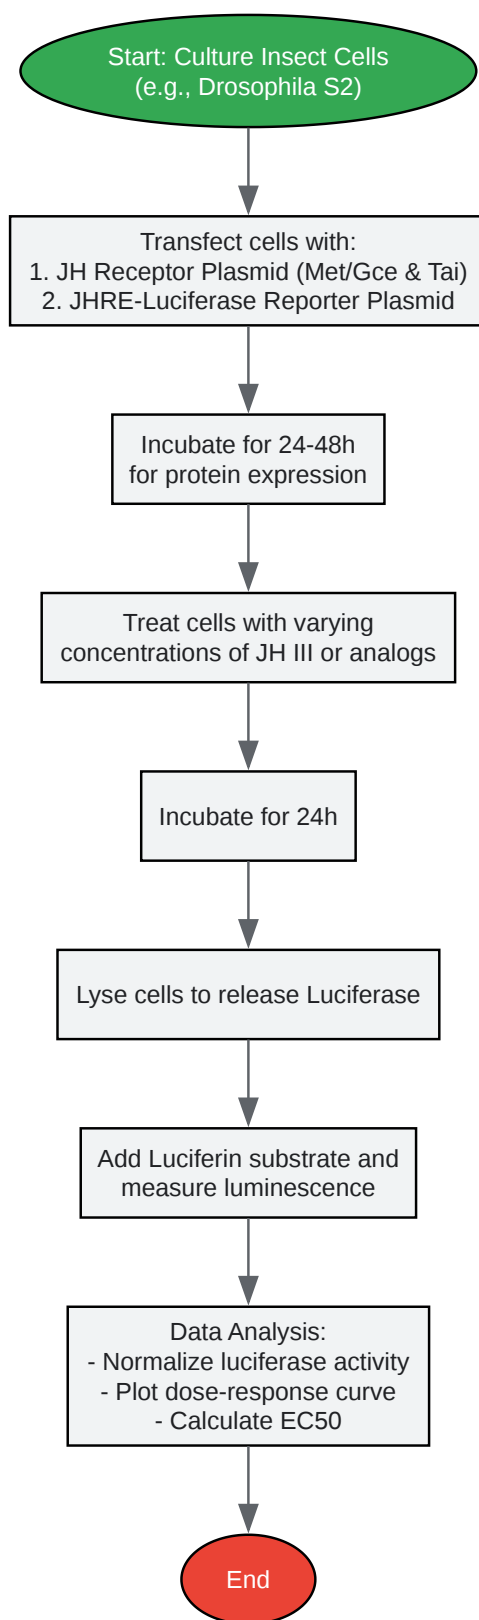 Start: Culture Insect Cells
(e.g., Drosophila S2)
Transfect cells with:
1. JH Receptor Plasmid (Met/Gce & Tai)
2. JHRE-Luciferase Reporter Plasmid
Incubate for 24-48h
for protein expression
Treat cells with varying
concentrations of JH III or analogs
Incubate for 24h
Lyse cells to release Luciferase
Add Luciferin substrate and
measure luminescence
Data Analysis:
- Normalize luciferase activity
- Plot dose-response curve
- Calculate EC50
End